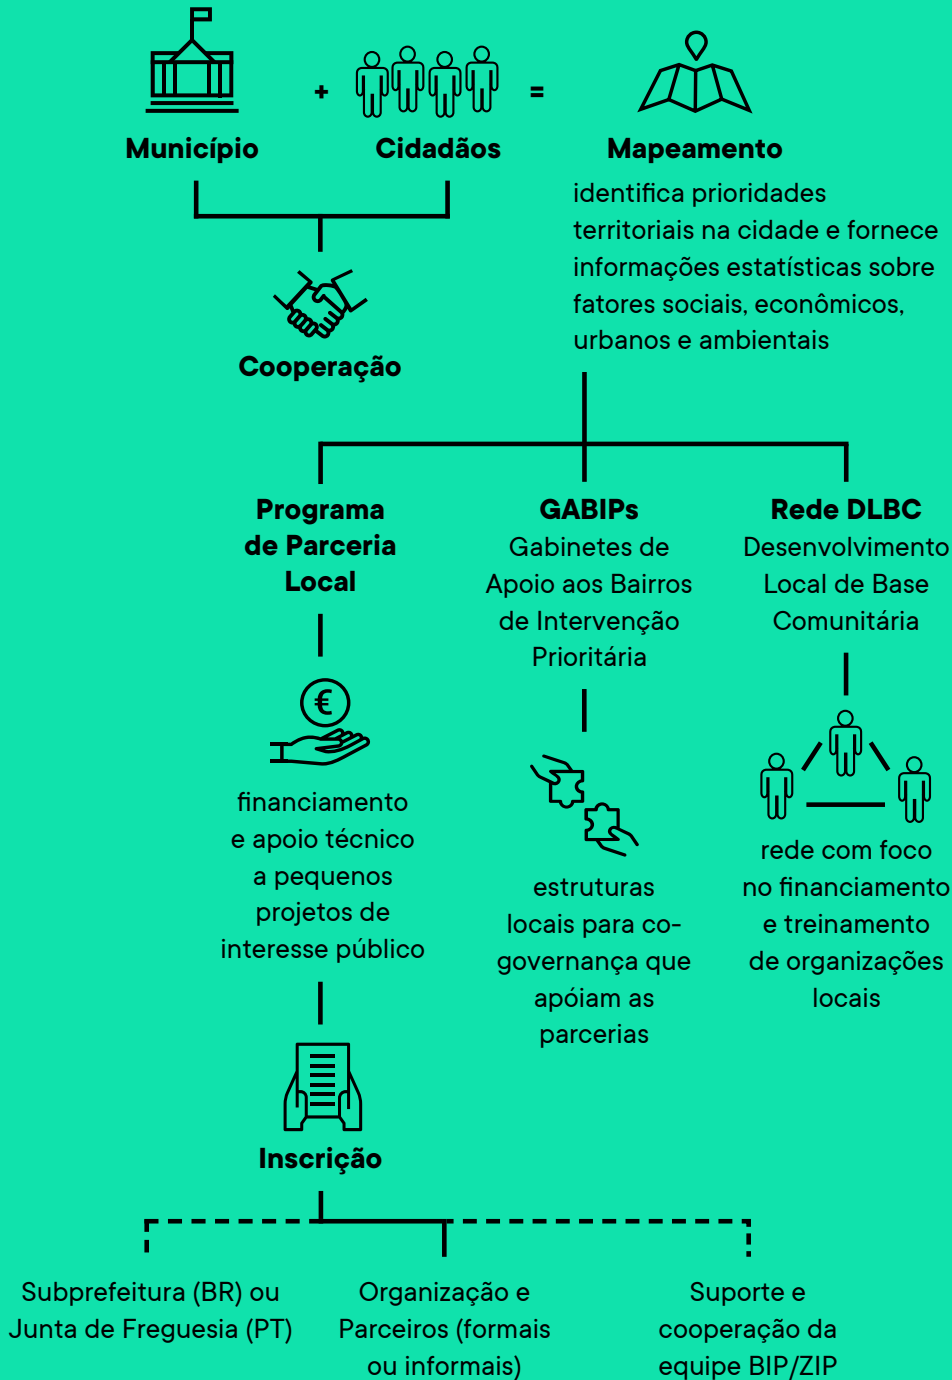 +
=
Município
Cidadãos
Mapeamento
identifica prioridades
territoriais na cidade e fornece
informações estatísticas sobre
fatores sociais, econômicos,
urbanos e ambientais
Cooperação
Programa
de Parceria
Local
€
financiamento
e apoio técnico
a pequenos
projetos de
interesse público
GABIPs
Gabinetes de
Apoio aos Bairros
de Intervenção
Prioritária
estruturas
locais para co-
governança que
apóiam as
parcerias
Rede DLBC
Desenvolvimento
Local de Base
Comunitária
rede com foco
no financiamento
e treinamento
de organizações
locais
Inscrição
Subprefeitura (BR) ou
Junta de Freguesia (PT)
Organização e
Parceiros (formais
ou informais)
Suporte e
cooperação da
equipe BIP/ZIP